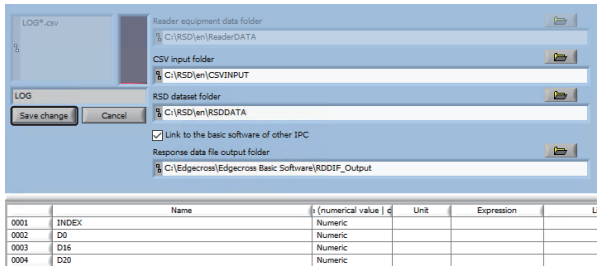 LOG*.csv
Reader equipment data folder
C:\RSD\en\ReaderDATA
CSV input folder
C:\RSD\en\CSVINPUT
LOG
RSD dataset folder
C:\RSD\en\RSDDATA
Save change
Cancel
Link to the basic software of other IPC
Response data file output folder
C:\Edgecross\Edgecross Basic Software\RDDIF_Output
Name
(numerical value |
Unit
Expression
0001 INDEX Numeric
0002 D0 Numeric
0003 D16 Numeric
0004 D20 Numeric